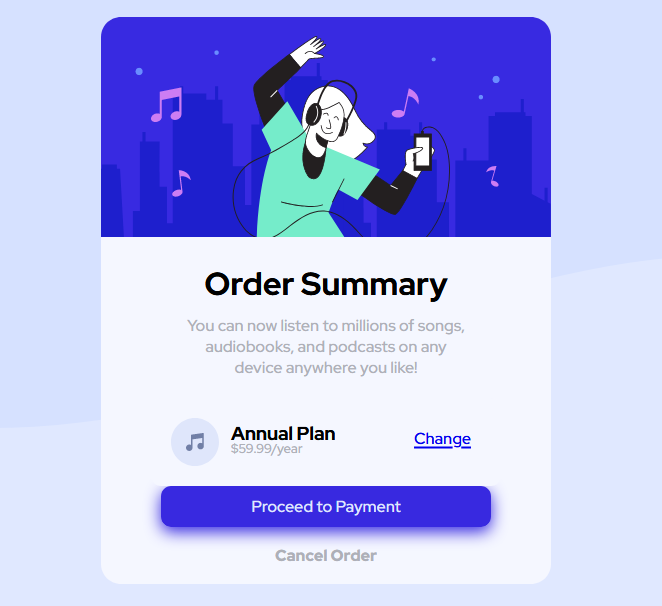 Order Summary
You can now listen to millions of songs,
audiobooks, and podcasts on any
device anywhere you like!
Annual Plan
$59.99/year
Change
Proceed to Payment
Cancel Order